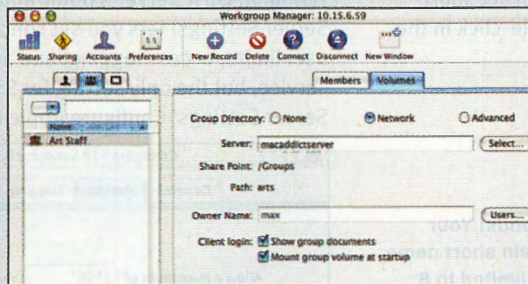 Workgroup Manager: 10.15.6.59
Status Sharing Accounts Preferences New Record Delete Connect Disconnect New Window
Members Volumes
Name
Art Staff
Group Directory: None Network Advanced
Server: macaddictserver Select...
Share Point: /Groups
Path: arts
Owner Name: max Users...
Client login: Show group documents
Mount group volume at startup